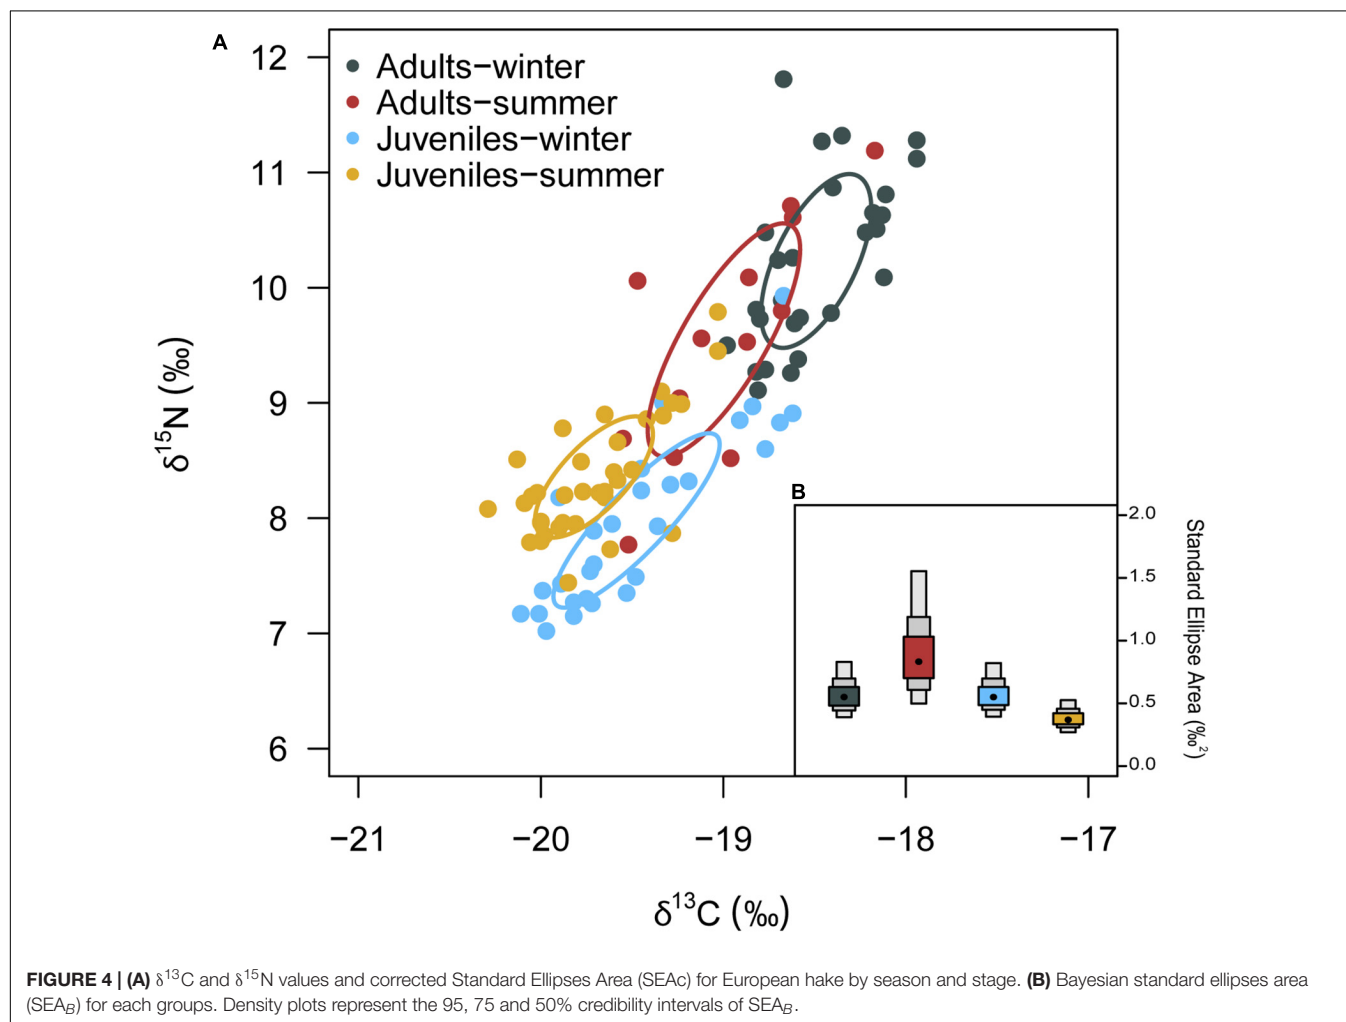 A
12
11
10
9
8
7
6
δ15N (‰)
Adults−winter
Adults−summer
Juveniles−winter
Juveniles−summer
B
2.0
1.5
1.0
0.5
0.0
Standard Ellipse Area (‰2)
−21
−20
−19
−18
−17
δ13C (‰)
FIGURE 4 | (A) δ13C and δ15N values and corrected Standard Ellipses Area (SEAc) for European hake by season and stage. (B) Bayesian standard ellipses area
(SEAB) for each groups. Density plots represent the 95, 75 and 50% credibility intervals of SEAB.